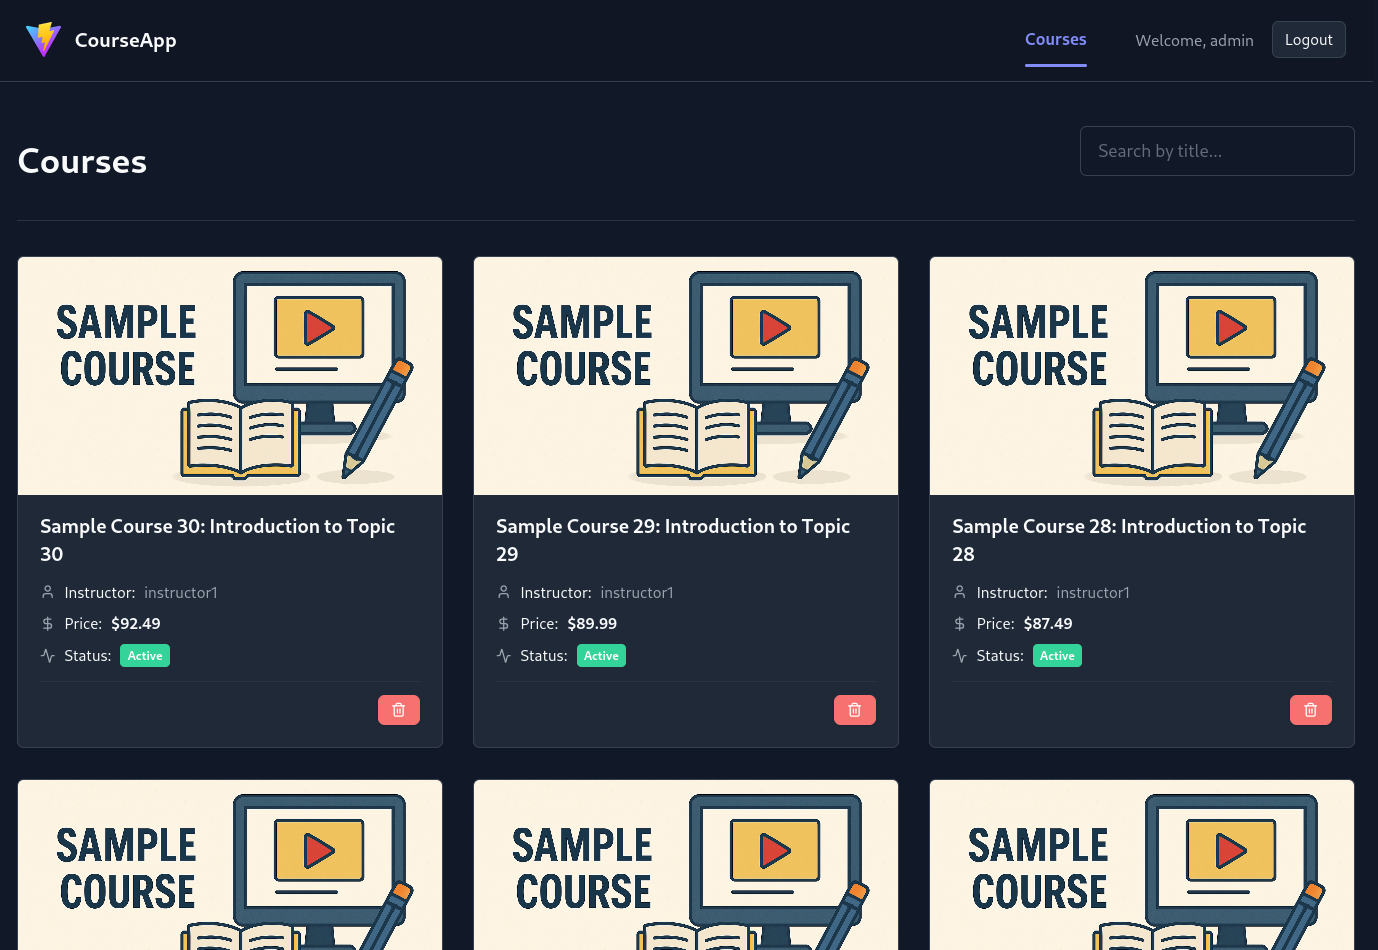 CourseApp
Courses
Welcome, admin
Logout
Courses
Search by title...
SAMPLE
COURSE
Sample Course 30: Introduction to Topic
30
Instructor: instructor1
Price: $92.49
Status: Active
SAMPLE
COURSE
Sample Course 29: Introduction to Topic
29
Instructor: instructor1
Price: $89.99
Status: Active
SAMPLE
COURSE
Sample Course 28: Introduction to Topic
28
Instructor: instructor1
Price: $87.49
Status: Active
SAMPLE
COURSE
SAMPLE
COURSE
SAMPLE
COURSE